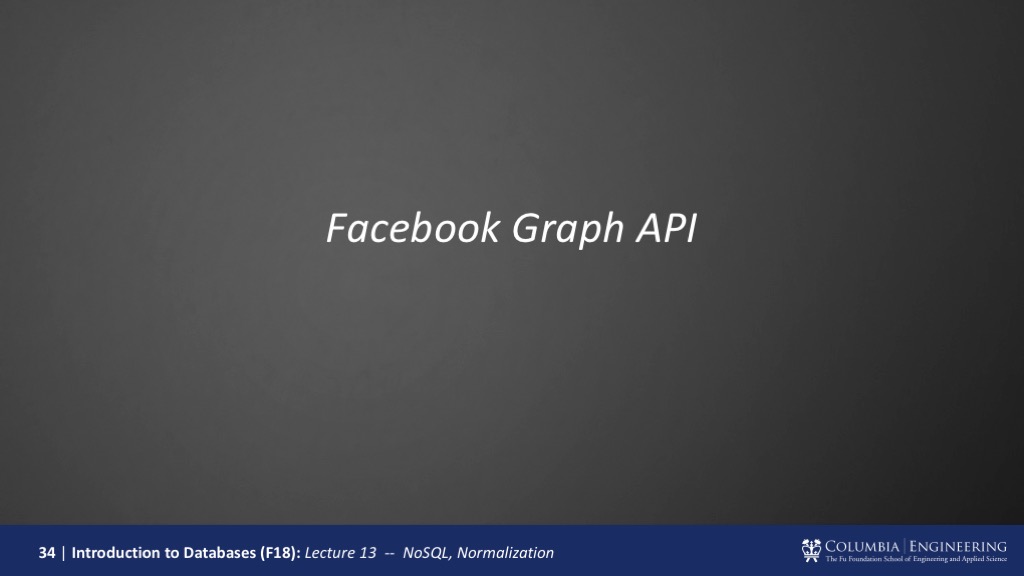 Facebook Graph API
34 | Introduction to Databases (F18): Lecture 13 -- NoSQL, Normalization
COLUMBIA | ENGINEERING
The Fu Foundation School of Engineering and Applied Science